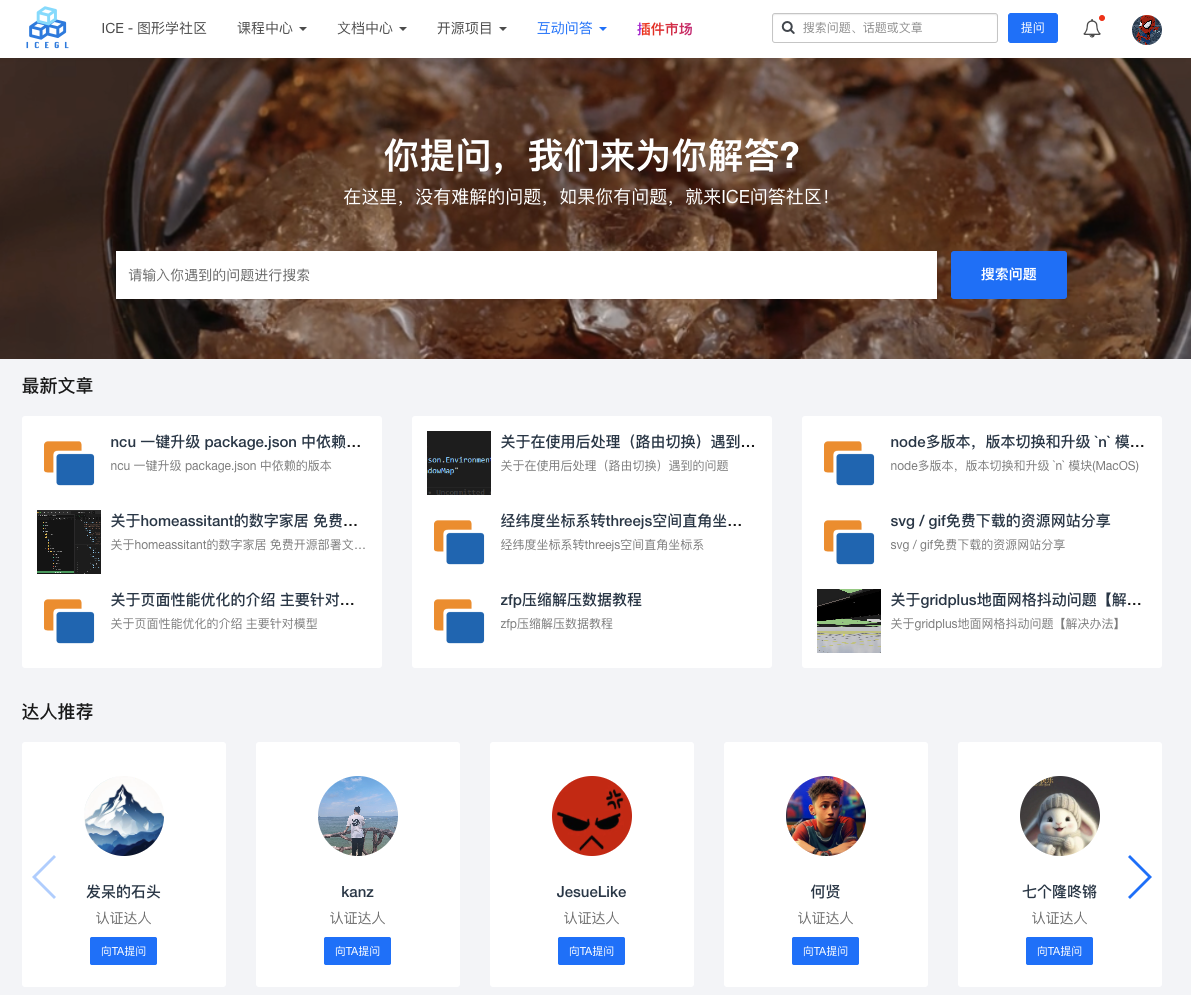 ICEGL
ICE - 图形学社区
课程中心
文档中心
开源项目
互动问答
插件市场
搜索问题、话题或文章
提问
你提问，我们来为你解答?
在这里，没有难解的问题，如果你有问题，就来ICE问答社区！
请输入你遇到的问题进行搜索
搜索问题
最新文章
ncu 一键升级 package.json 中依赖...
ncu 一键升级 package.json 中依赖的版本
关于homeassitant的数字家居 免费...
关于homeassitant的数字家居 免费开源部署文...
关于页面性能优化的介绍 主要针对...
关于页面性能优化的介绍 主要针对模型
son.Environment
dowMap"
关于在使用后处理（路由切换）遇到...
关于在使用后处理（路由切换）遇到的问题
经纬度坐标系转threejs空间直角坐...
经纬度坐标系转threejs空间直角坐标系
zfp压缩解压数据教程
zfp压缩解压数据教程
node多版本，版本切换和升级 `n` 模...
node多版本，版本切换和升级 `n` 模块(MacOS)
svg / gif免费下载的资源网站分享
svg / gif免费下载的资源网站分享
关于gridplus地面网格抖动问题【解...
关于gridplus地面网格抖动问题【解决办法】
达人推荐
发呆的石头
认证达人
向TA提问
kanz
认证达人
向TA提问
JesueLike
认证达人
向TA提问
何贤
认证达人
向TA提问
七个隆咚锵
认证达人
向TA提问